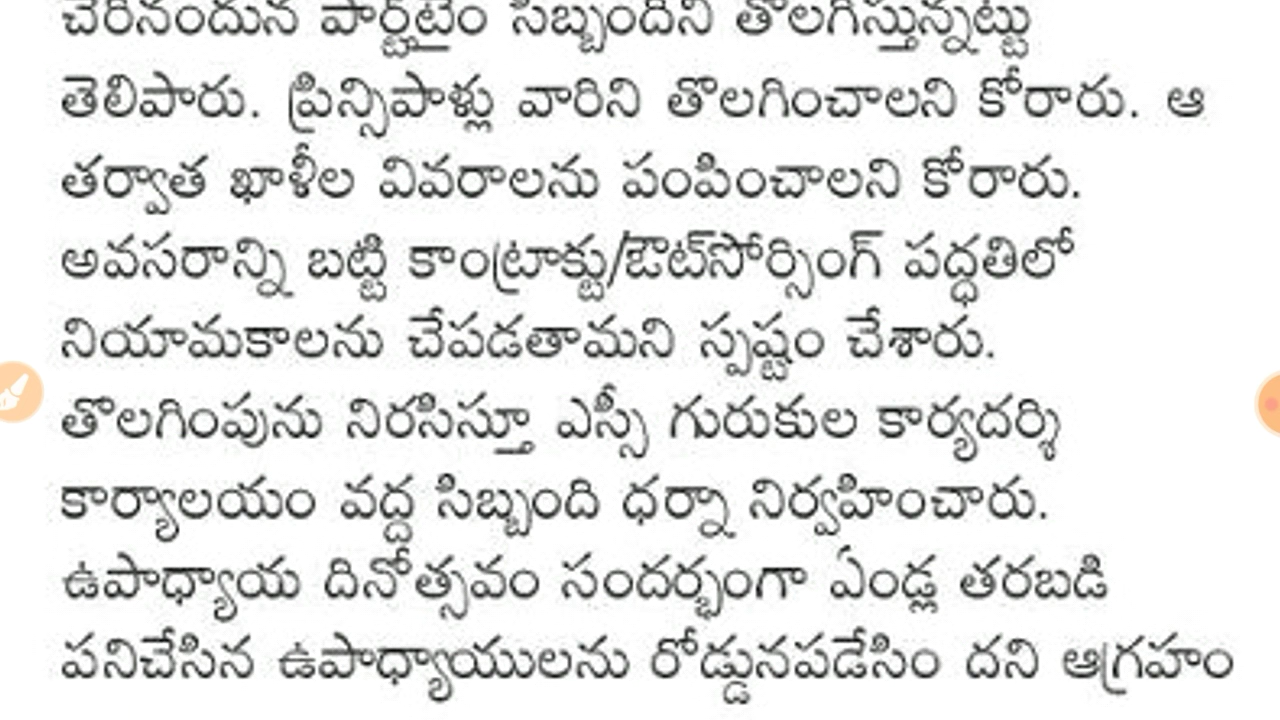 చేరినందున పార్ట్‌టైం సిబ్బందిని తొలగిస్తున్నట్టు
తెలిపారు. ప్రిన్సిపాళ్లు వారిని తొలగించాలని కోరారు. ఆ
తర్వాత ఖాళీల వివరాలను పంపించాలని కోరారు.
అవసరాన్ని బట్టి కాంట్రాక్టు/ఔట్‌సోర్సింగ్ పద్ధతిలో
నియామకాలను చేపడతామని స్పష్టం చేశారు.
తొలగింపును నిరసిస్తూ ఎస్సీ గురుకుల కార్యదర్శి
కార్యాలయం వద్ద సిబ్బంది ధర్నా నిర్వహించారు.
ఉపాధ్యాయ దినోత్సవం సందర్భంగా ఏండ్ల తరబడి
పనిచేసిన ఉపాధ్యాయులను రోడ్డునపడేసిం దని ఆగ్రహం